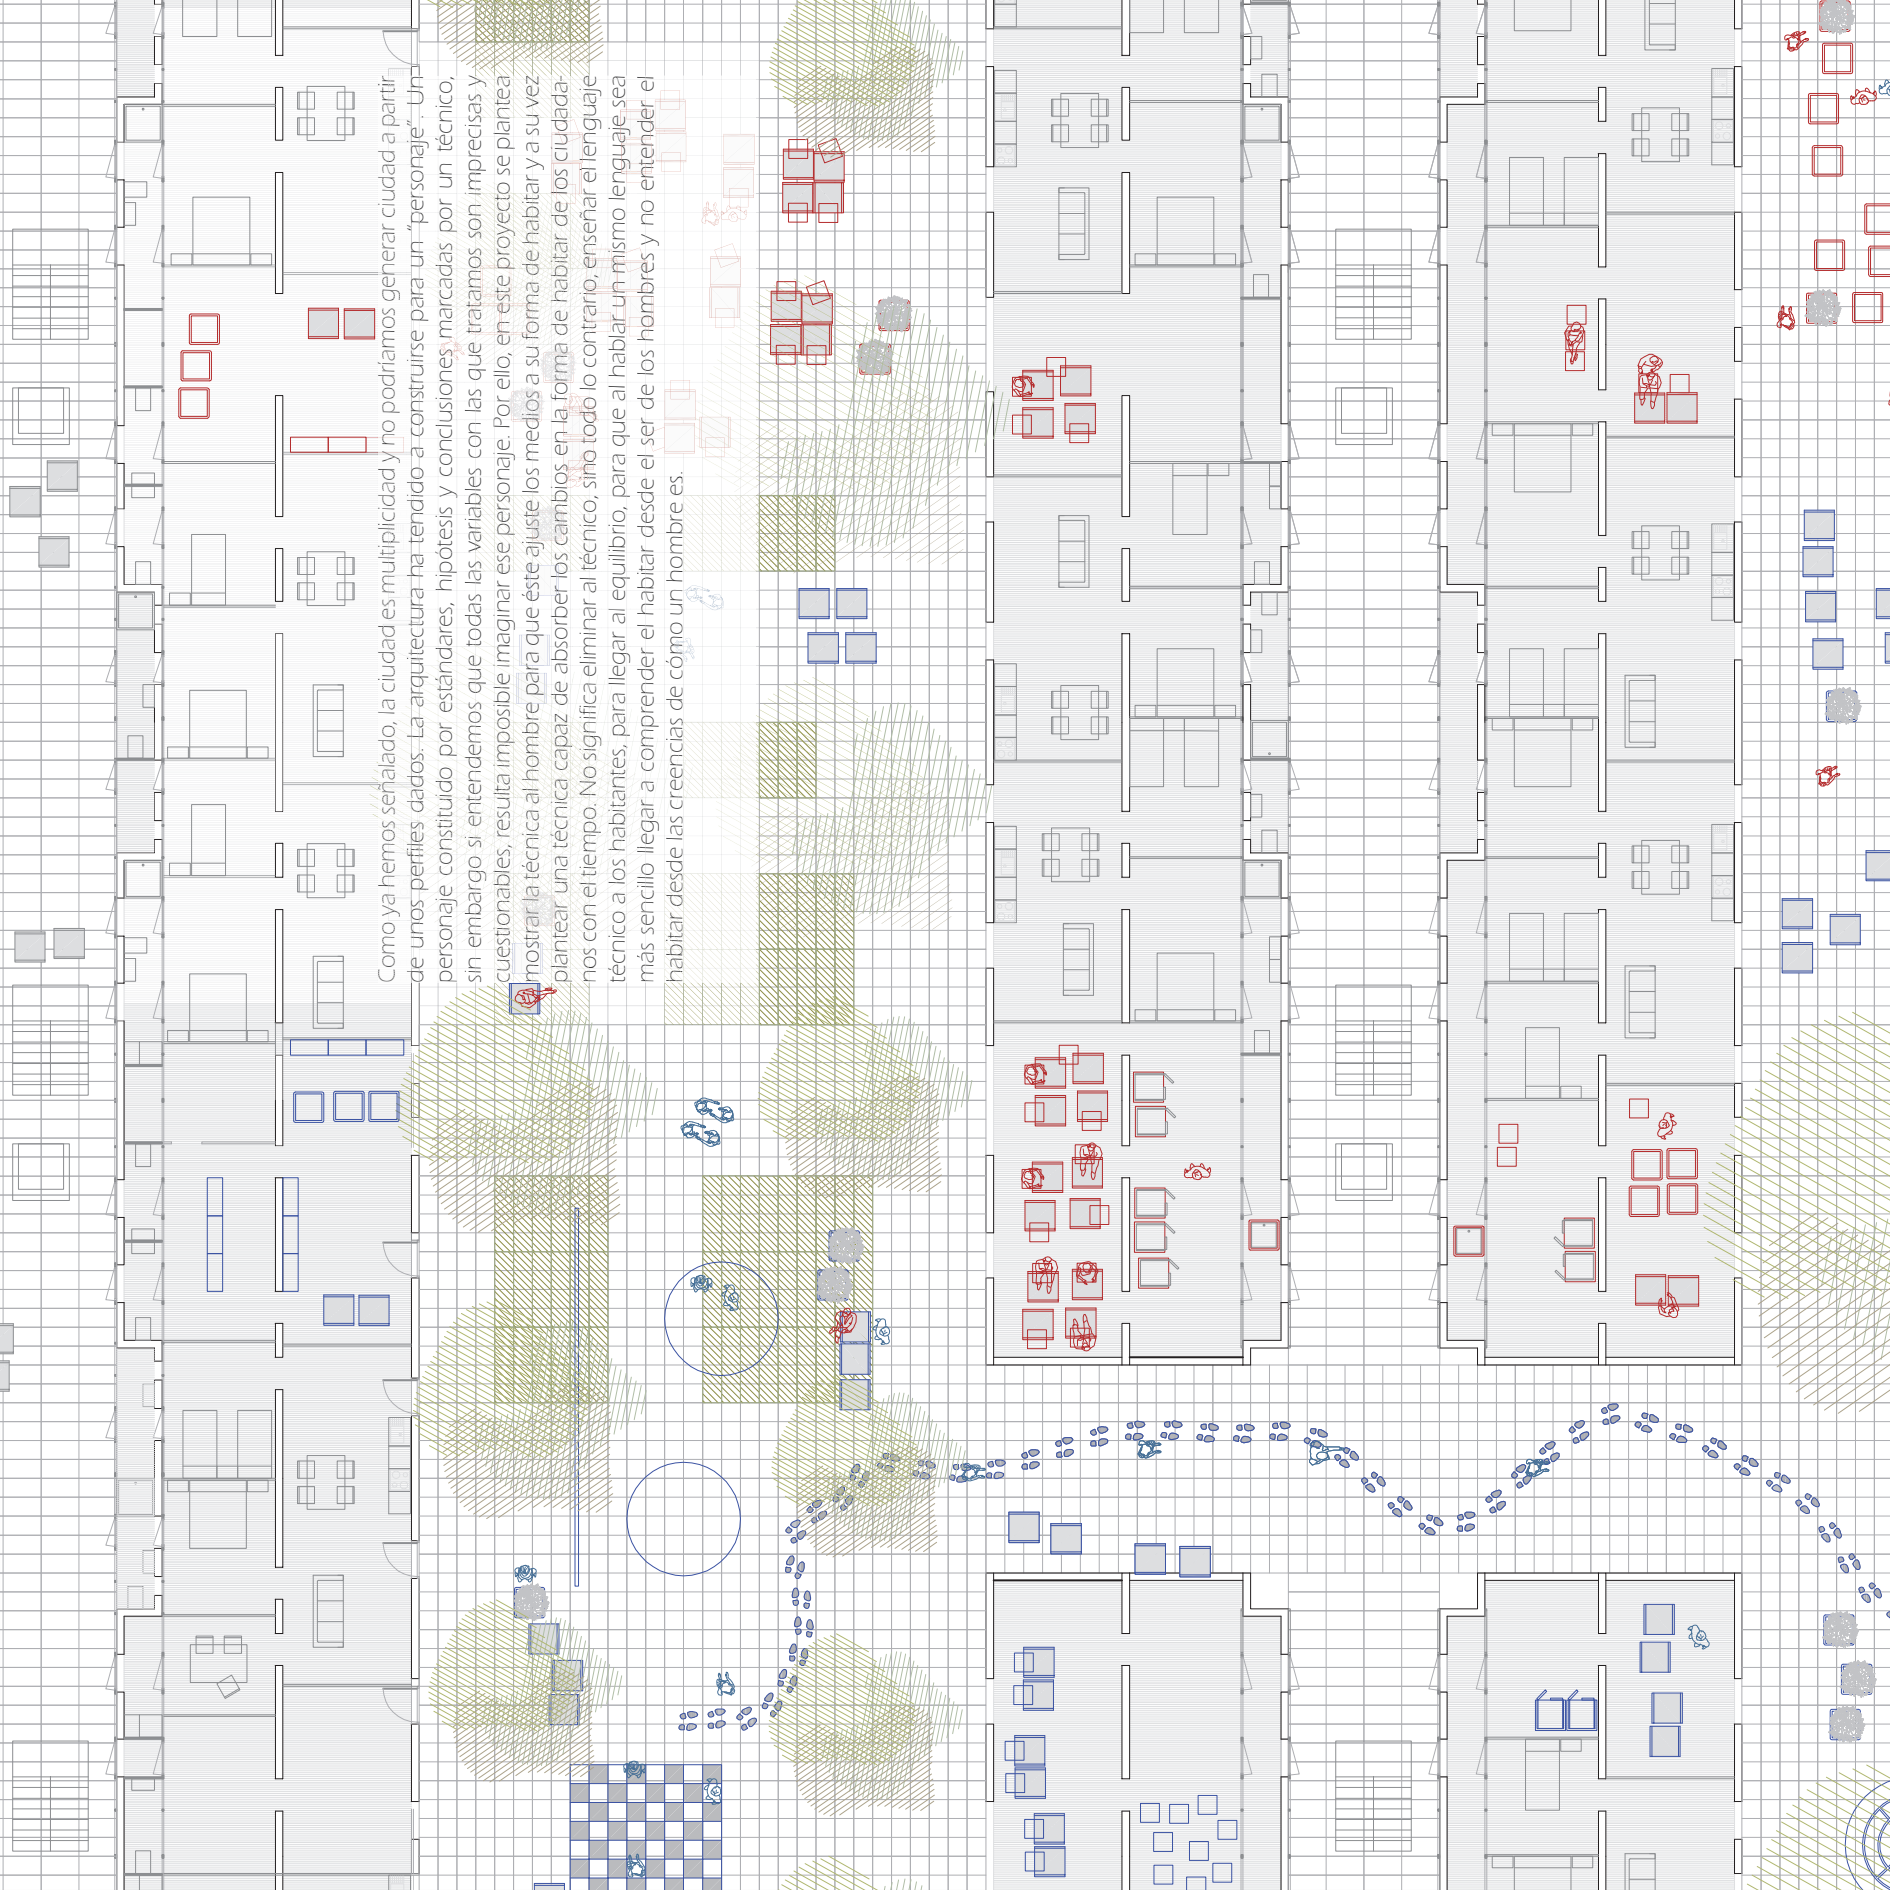 Como ya hemos señalado, la ciudad es multiplicidad y no podríamos generar ciudad a partir
de unos perfiles dados. La arquitectura ha tendido a construirse para un “personaje”. Un
personaje constituido por estándares, hipótesis y conclusiones marcadas por un técnico,
sin embargo si entendemos que todas las variables con las que tratamos son imprecisas y
cuestionables, resulta imposible imaginar ese personaje. Por ello, en este proyecto se plantea
mostrar la técnica al hombre para que éste ajuste los medios a su forma de habitar y a su vez
plantear una técnica capaz de absorber los cambios en la forma de habitar de los ciudada-
nos con el tiempo. No significa eliminar al técnico, sino todo lo contrario, enseñar el lenguaje
técnico a los habitantes, para llegar al equilibrio, para que al hablar un mismo lenguaje sea
más sencillo llegar a comprender el habitar desde el ser de los hombres y no entender el
habitar desde las creencias de cómo un hombre es.